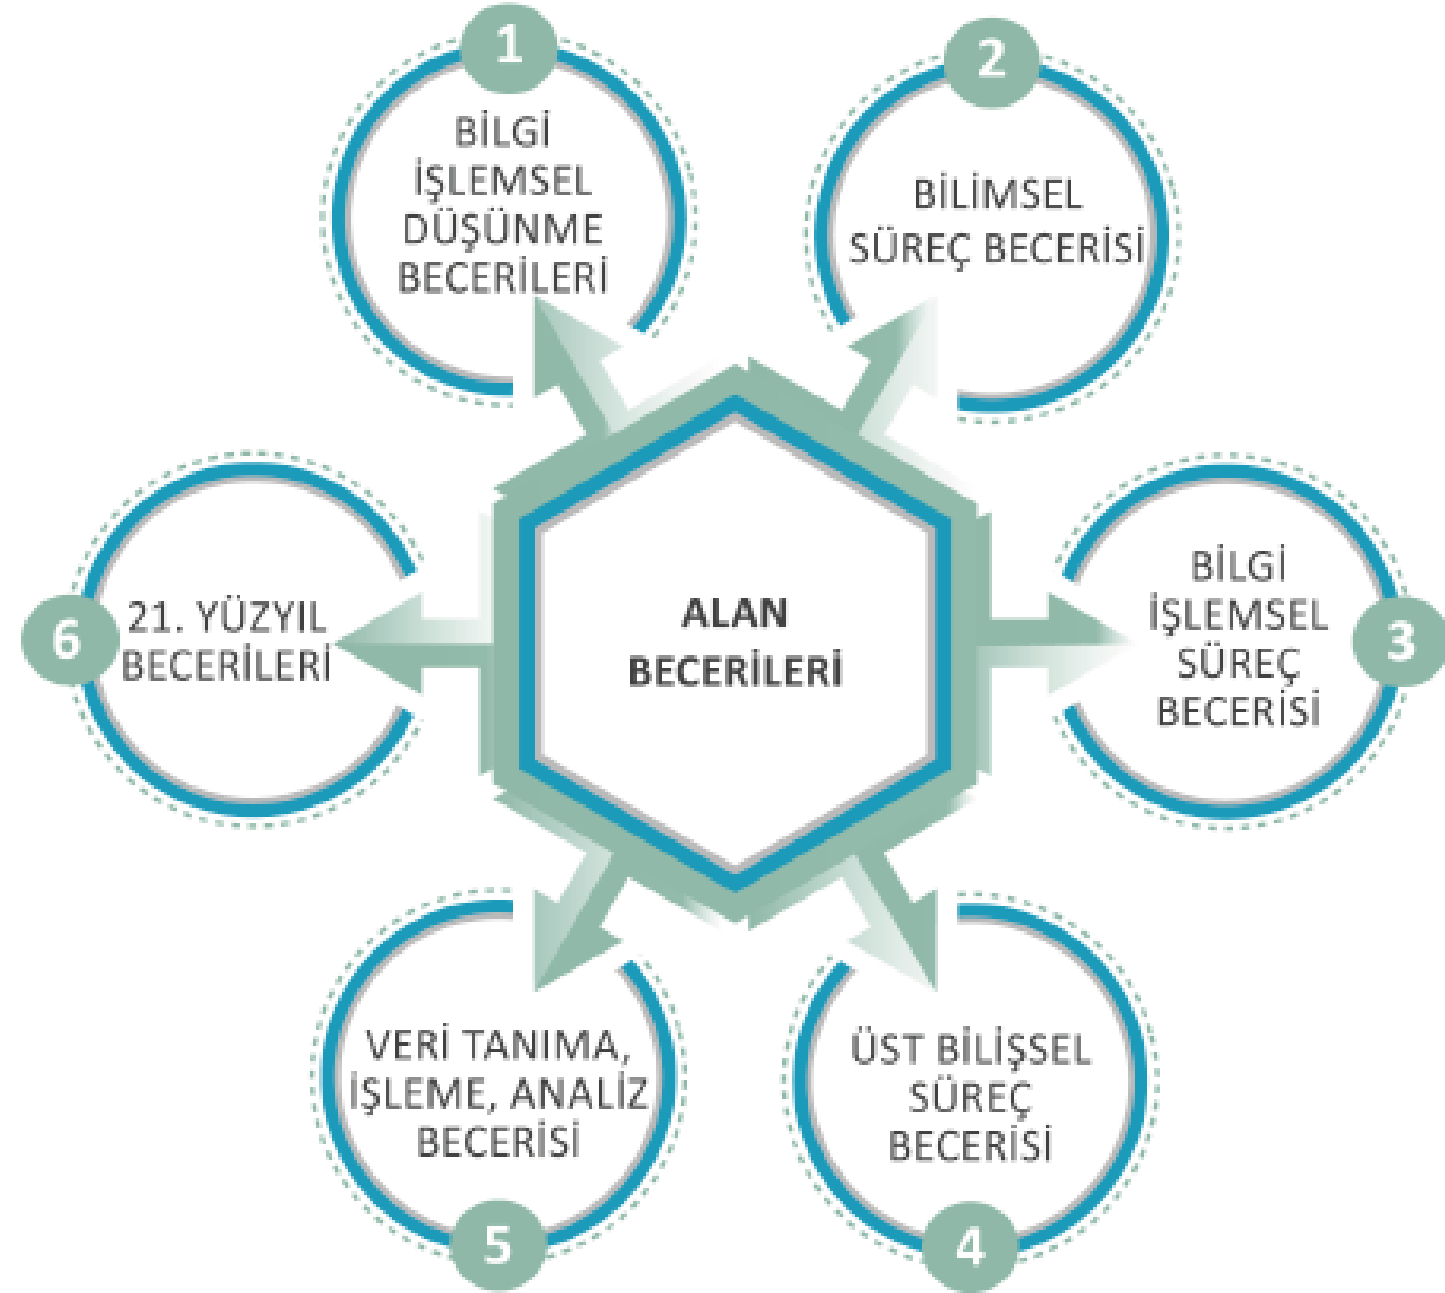 1
BİLGİ
İŞLEMSEL
DÜŞÜNME
BECERİLERİ
2
BİLİMSEL
SÜREÇ BECERİSİ
3
BİLGİ
İŞLEMSEL
SÜREÇ
BECERİSİ
4
ÜST BİLİŞSEL
SÜREÇ
BECERİSİ
5
VERİ TANIMA,
İŞLEME, ANALİZ
BECERİSİ
6
21. YÜZYIL
BECERİLERİ
ALAN
BECERİLERİ